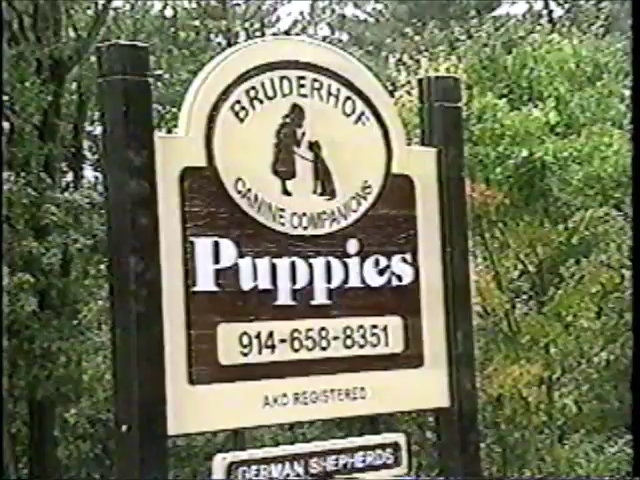 BRUDERHOF
CANINE COMPANIONS
Puppies
914-658-8351
AKC REGISTERED
GERMAN SHEPHERDS